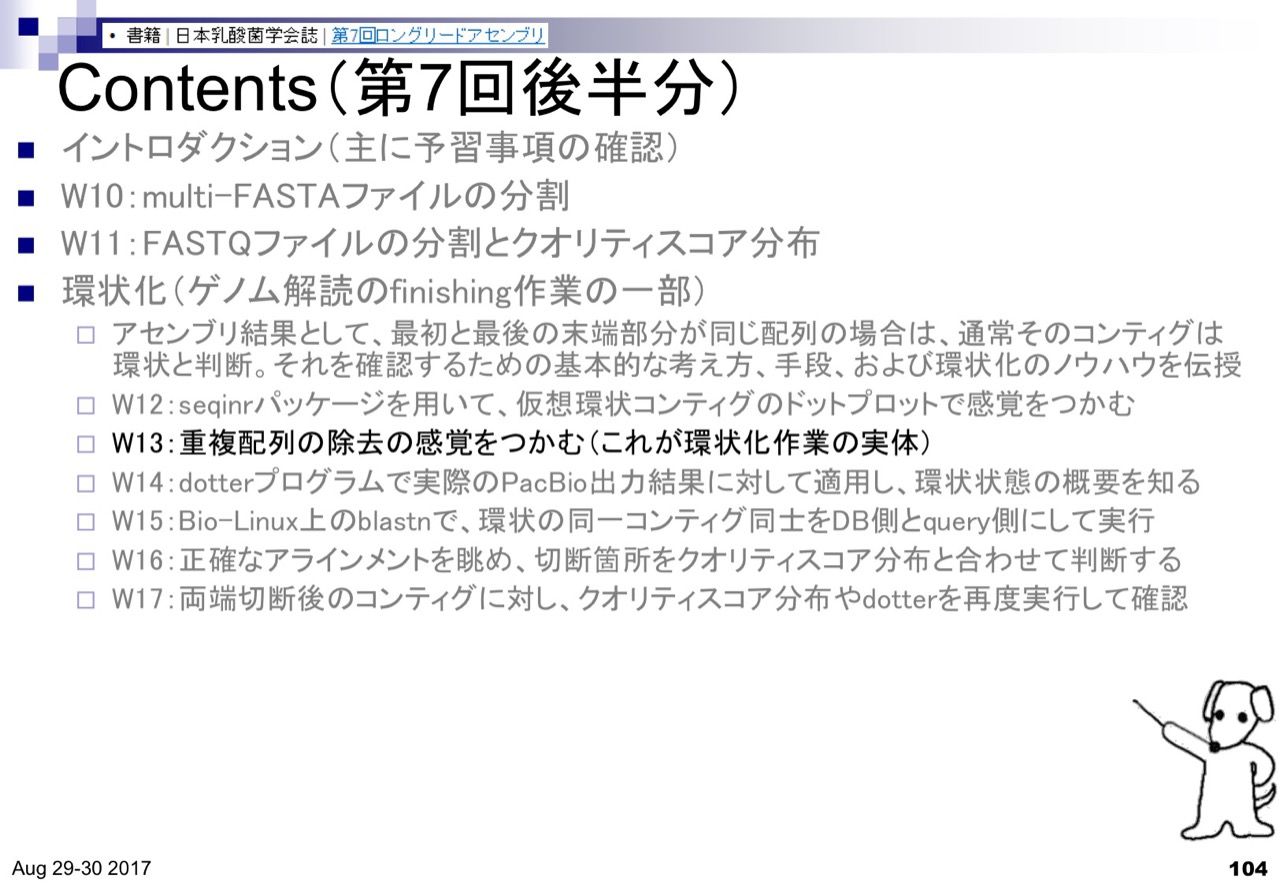 • 書籍 | 日本乳酸菌学会誌 | 第7回ロングリードアセンブリ
Contents(第7回後半分)
イントロダクション(主に予習事項の確認)
W10:multi-FASTAファイルの分割
W11:FASTQファイルの分割とクオリティスコア分布
環状化(ゲノム解読のfinishing作業の一部)
アセンブリ結果として、最初と最後の末端部分が同じ配列の場合は、通常そのコンティグは
環状と判断。それを確認するための基本的な考え方、手段、および環状化のノウハウを伝授
W12:seqinrパッケージを用いて、仮想環状コンティグのドットプロットで感覚をつかむ
W13:重複配列の除去の感覚をつかむ(これが環状化作業の実体)
W14:dotterプログラムで実際のPacBio出力結果に対して適用し、環状状態の概要を知る
W15:Bio-Linux上のblastnで、環状の同一コンティグ同士をDB側とquery側にして実行
W16:正確なアラインメントを眺め、切断箇所をクオリティスコア分布と合わせて判断する
W17:両端切断後のコンティグに対し、クオリティスコア分布やdotterを再度実行して確認
Aug 29-30 2017
104